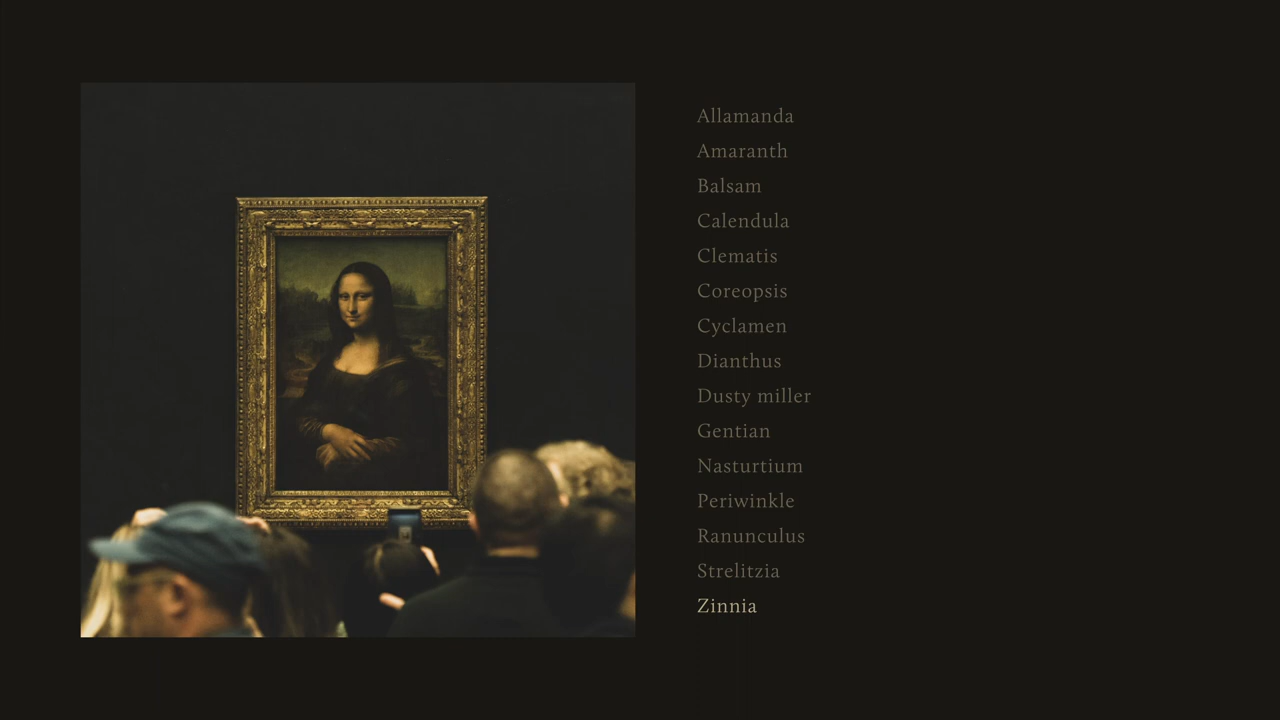 Allamanda
Amaranth
Balsam
Calendula
Clematis
Coreopsis
Cyclamen
Dianthus
Dusty miller
Gentian
Nasturtium
Periwinkle
Ranunculus
Strelitzia
Zinnia